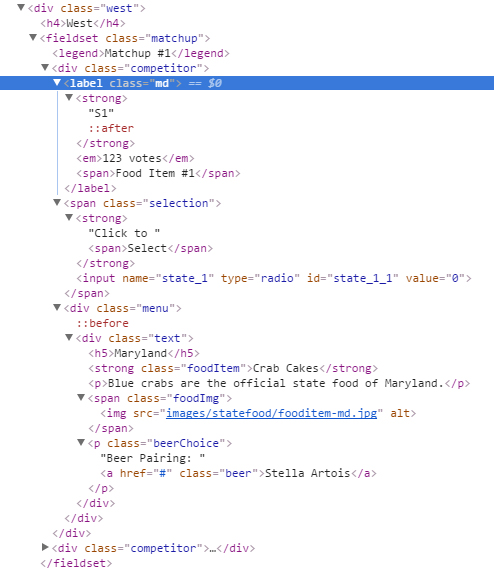 <div class="west">
<h4>West</h4>
<fieldset class="matchup">
<legend>Matchup #1</legend>
<div class="competitor">
<label class="md"> == $0
<strong>
"S1"
::after
</strong>
<em>123 votes</em>
<span>Food Item #1</span>
</label>
<span class="selection">
<strong>
"Click to "
<span>Select</span>
</strong>
<input name="state_1" type="radio" id="state_1_1" value="0">
</span>
<div class="menu">
::before
<div class="text">
<h5>Maryland</h5>
<strong class="foodItem">Crab Cakes</strong>
<p>Blue crabs are the official state food of Maryland.</p>
<span class="foodImg">
<img src="images/statefood/fooditem-md.jpg" alt>
</span>
<p class="beerChoice">
"Beer Pairing: "
<a href="#" class="beer">Stella Artois</a>
</p>
</div>
</div>
</div>
<div class="competitor">…</div>
</fieldset>